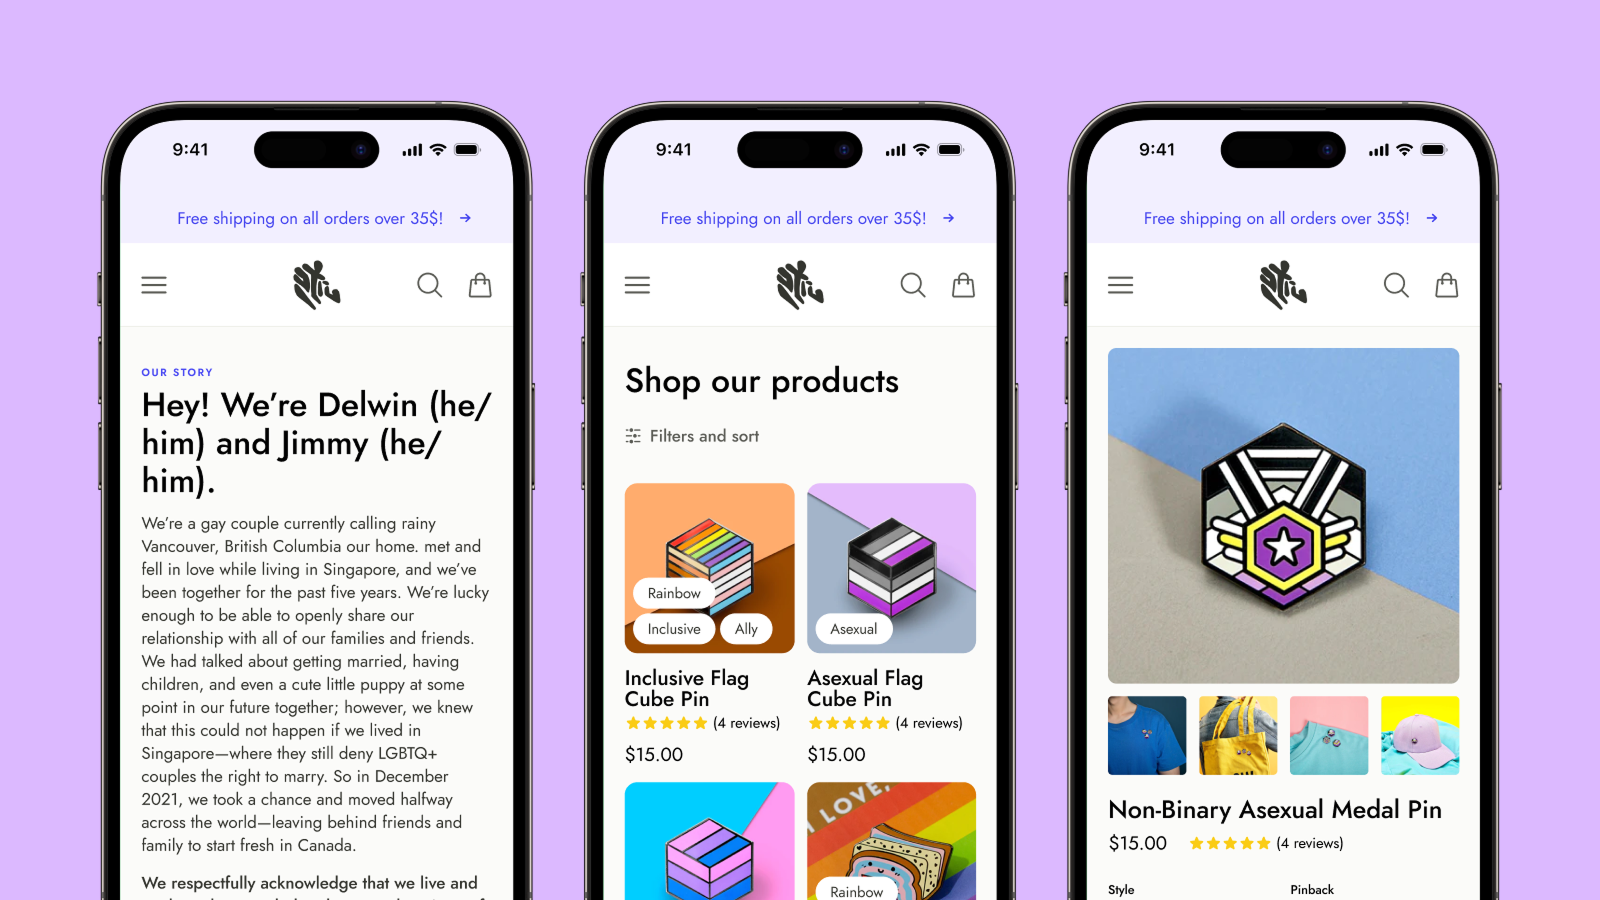 9:41
Free shipping on all orders over 35$! →
OUR STORY
Hey! We’re Delwin (he/
him) and Jimmy (he/
him).
We’re a gay couple currently calling rainy
Vancouver, British Columbia our home. met and
fell in love while living in Singapore, and we’ve
been together for the past five years. We’re lucky
enough to be able to openly share our
relationship with all of our families and friends.
We had talked about getting married, having
children, and even a cute little puppy at some
point in our future together; however, we knew
that this could not happen if we lived in
Singapore—where they still deny LGBTQ+
couples the right to marry. So in December
2021, we took a chance and moved halfway
across the world—leaving behind friends and
family to start fresh in Canada.
We respectfully acknowledge that we live and
9:41
Free shipping on all orders over 35$! →
Shop our products
Filters and sort
Rainbow
Inclusive
Ally
Inclusive Flag
Cube Pin
(4 reviews)
$15.00
Asexual
Asexual Flag
Cube Pin
(4 reviews)
$15.00
I LOVE,
Rainbow
9:41
Free shipping on all orders over 35$! →
Non-Binary Asexual Medal Pin
$15.00
(4 reviews)
Style
Pinback